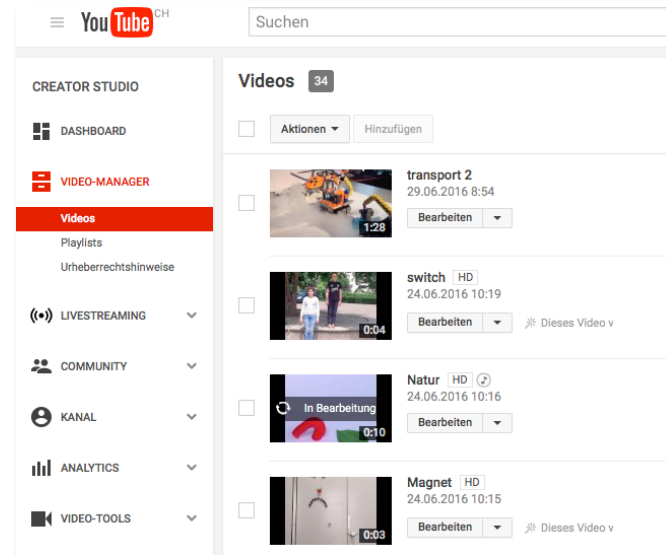 YouTube CH
Suchen
CREATOR STUDIO
DASHBOARD
VIDEO-MANAGER
Videos
Playlists
Urheberrechtshinweise
LIVESTREAMING
COMMUNITY
KANAL
ANALYTICS
VIDEO-TOOLS
Videos 34
Aktionen Hinzufügen
1:28
transport 2
29.06.2016 8:54
Bearbeiten
0:04
switch HD
24.06.2016 10:19
Bearbeiten Dieses Video v
In Bearbeitung
0:10
Natur HD
24.06.2016 10:16
Bearbeiten
0:03
Magnet HD
24.06.2016 10:15
Bearbeiten Dieses Video v